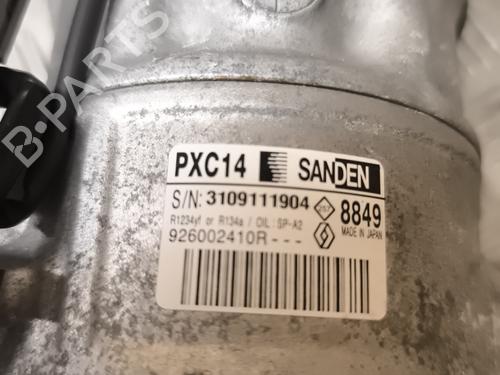 B-PARTS
PXC14 SANDEN
S/N: 3109111904 8849
R1234yf or R134a / OIL : SP-A2 MADE IN JAPAN
926002410R---